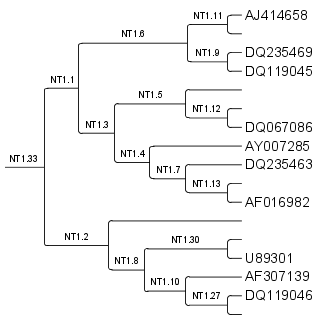 NT1.11
AJ414658
NT1.6
NT1.9
DQ235469
DQ119045
NT1.1
NT1.5
NT1.12
DQ067086
NT1.3
AY007285
NT1.4
DQ235463
NT1.7
NT1.13
AF016982
NT1.33
NT1.2
NT1.30
U89301
NT1.8
AF307139
NT1.10
NT1.27
DQ119046